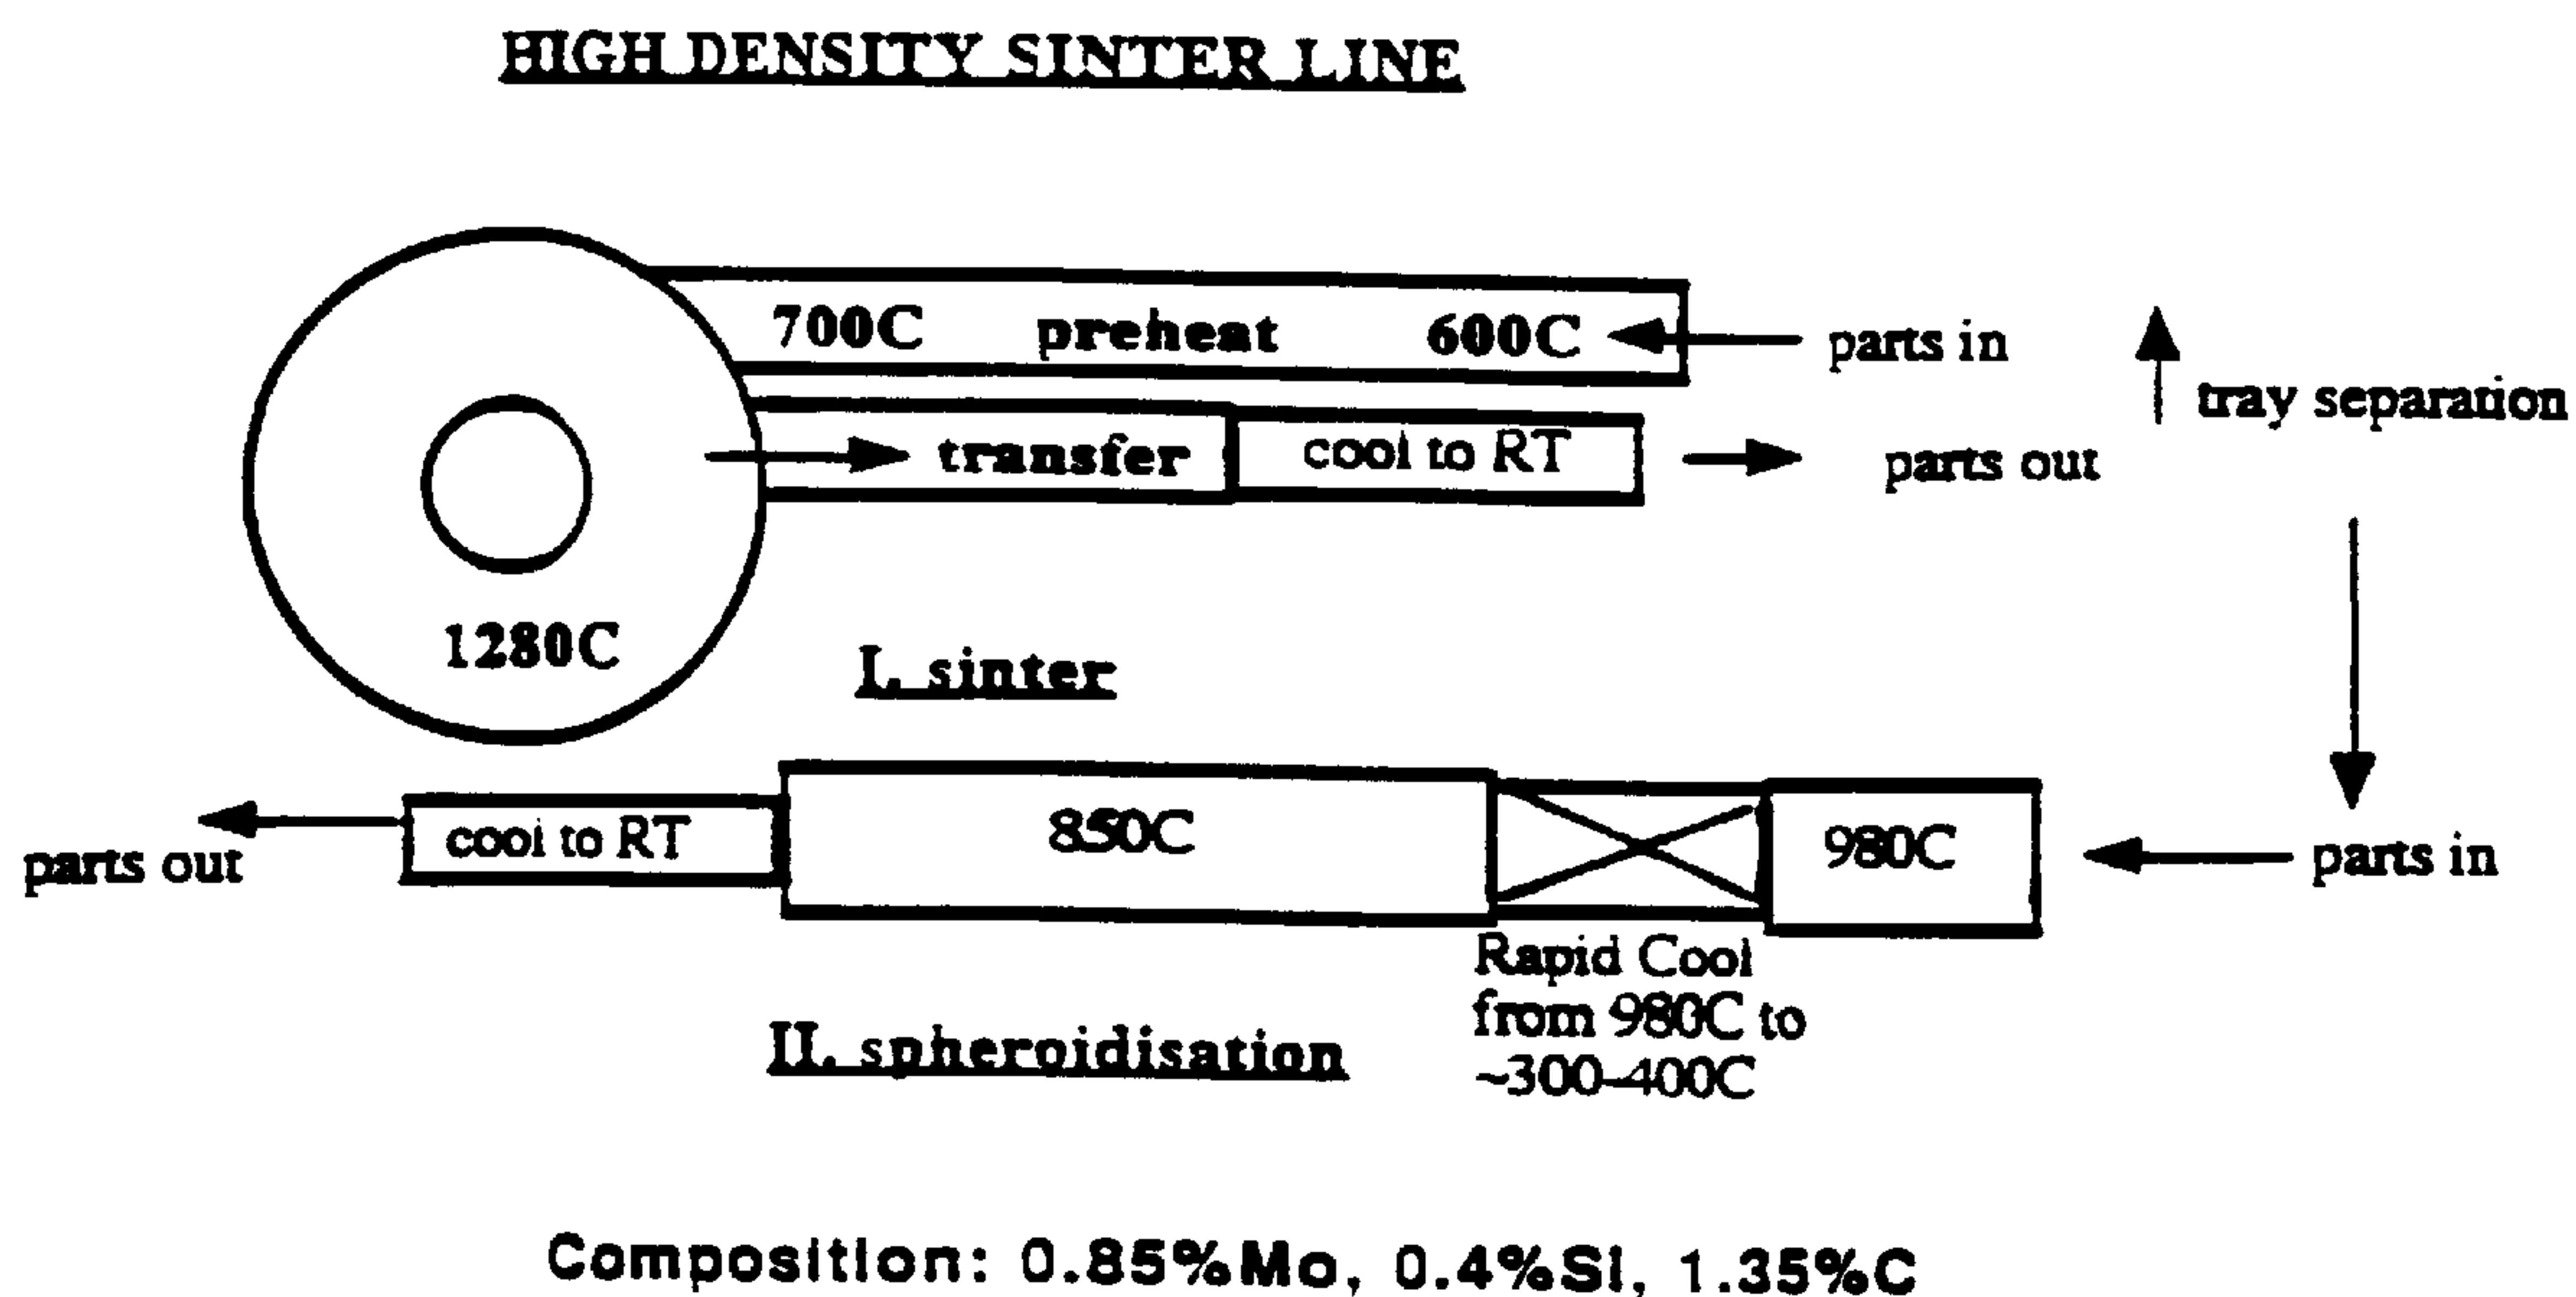 HIGH DENSITY SINTER LINE
700C preheat 600C
parts in
tray separation
transfer
cool to RT
parts out
1280C
I. sinter
parts out
cool to RT
850C
980C
parts in
Rapid Cool
from 980C to
~300-400C
II. spheroidisation
Composition: 0.85%Mo, 0.4%Si, 1.35%C